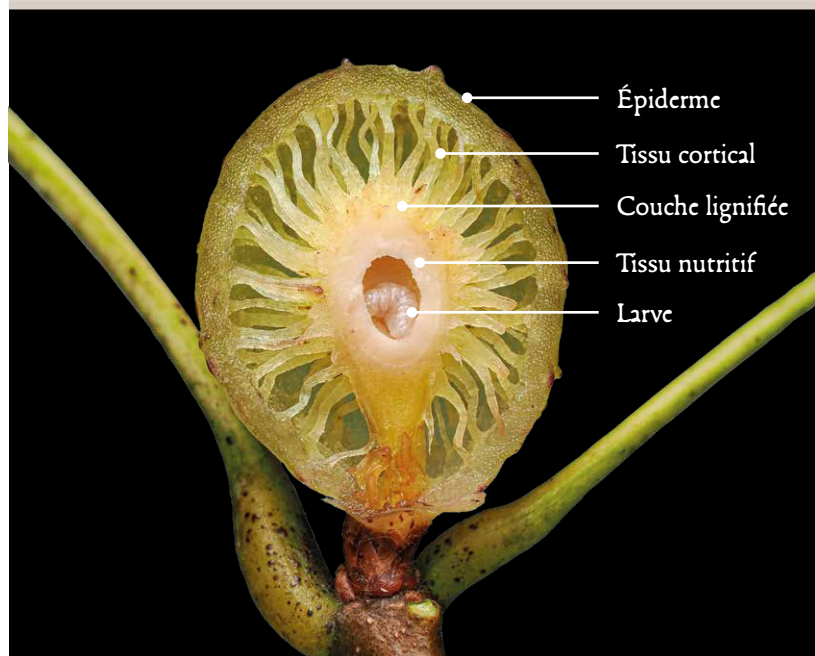 Épiderme
Tissu cortical
Couche lignifiée
Tissu nutritif
Larve